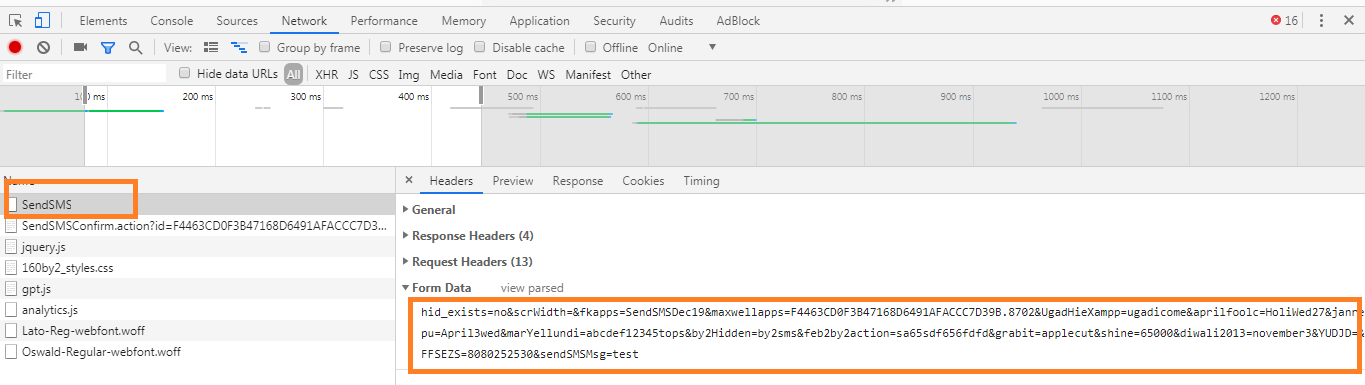 Elements Console Sources Network Performance Memory Application Security Audits AdBlock 16
View: Group by frame Preserve log Disable cache Offline Online
Filter Hide data URLs All XHR JS CSS Img Media Font Doc WS Manifest Other
100 ms 200 ms 300 ms 400 ms 500 ms 600 ms 700 ms 800 ms 900 ms 1000 ms 1100 ms 1200 ms
Name
SendSMS
SendSMSConfirm.action?id=F4463CD0F3B47168D6491AFACCC7D3...
jquery.js
160by2_styles.css
gpt.js
analytics.js
Lato-Reg-webfont.woff
Oswald-Regular-webfont.woff
Headers Preview Response Cookies Timing
General
Response Headers (4)
Request Headers (13)
Form Data view parsed
hid_exists=no&scrWidth=&fkapps=SendSMSDec19&maxwellapps=F4463CD0F3B47168D6491AFACCC7D39B.8702&UgadHieXampp=ugadicome&aprilfoolc=HoliWed27&janre
pu=April3wed&marYellundi=abcdef12345tops&by2Hidden=by2sms&feb2by2action=sa65sdf656fdfd&grabit=applecut&shine=65000&diwali2013=november3&YUDJD=
FFSEZS=8080252530&sendSMSMsg=test